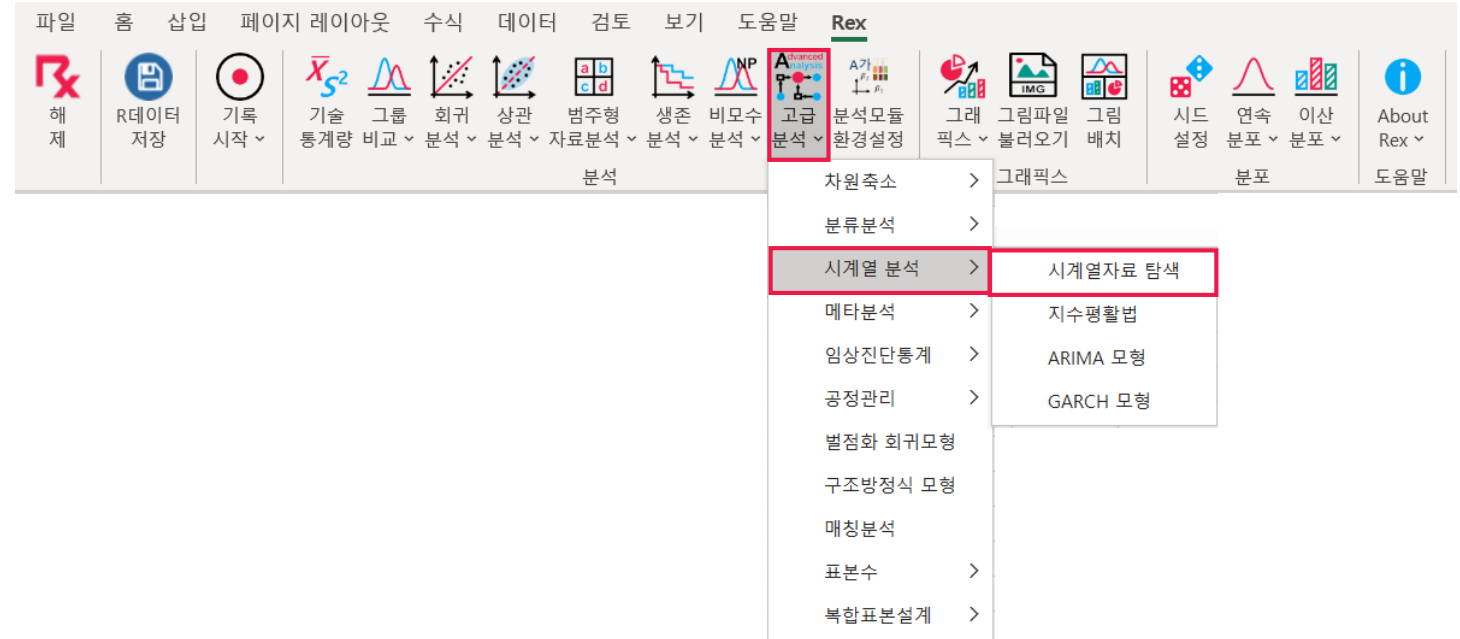 파일 홈 삽입 페이지 레이아웃 수식 데이터 검토 보기 도움말 Rex
해제
R데이터 저장
기록 시작
기술 통계량
그룹 비교
회귀 분석
상관 분석
a b
c d
범주형 자료분석
생존 분석
NP
비모수 분석
Advanced
Analysis
고급 분석
분석모듈 환경설정
그래픽스
IMG
그림파일 불러오기
IMG
그림 배치
시드 설정
연속 분포
이산 분포
About Rex
분석 그래픽스 분포 도움말
차원축소
분류분석
시계열 분석
메타분석
임상진단통계
공정관리
벌점화 회귀모형
구조방정식 모형
매칭분석
표본수
복합표본설계
시계열자료 탐색
지수평활법
ARIMA 모형
GARCH 모형